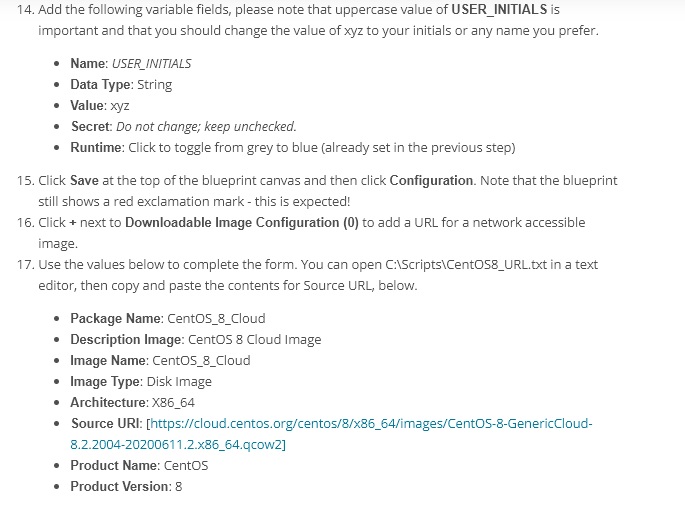 14. Add the following variable fields, please note that uppercase value of USER_INITIALS is
important and that you should change the value of xyz to your initials or any name you prefer.
• Name: USER_INITIALS
• Data Type: String
• Value: xyz
• Secret: Do not change; keep unchecked.
• Runtime: Click to toggle from grey to blue (already set in the previous step)
15. Click Save at the top of the blueprint canvas and then click Configuration. Note that the blueprint
still shows a red exclamation mark - this is expected!
16. Click + next to Downloadable Image Configuration (0) to add a URL for a network accessible
image.
17. Use the values below to complete the form. You can open C:\Scripts\CentOS8_URL.txt in a text
editor, then copy and paste the contents for Source URL, below.
• Package Name: CentOS_8_Cloud
• Description Image: CentOS 8 Cloud Image
• Image Name: CentOS_8_Cloud
• Image Type: Disk Image
• Architecture: X86_64
• Source URI: [https://cloud.centos.org/centos/8/x86_64/images/CentOS-8-GenericCloud-
8.2.2004-20200611.2.x86_64.qcow2]
• Product Name: CentOS
• Product Version: 8